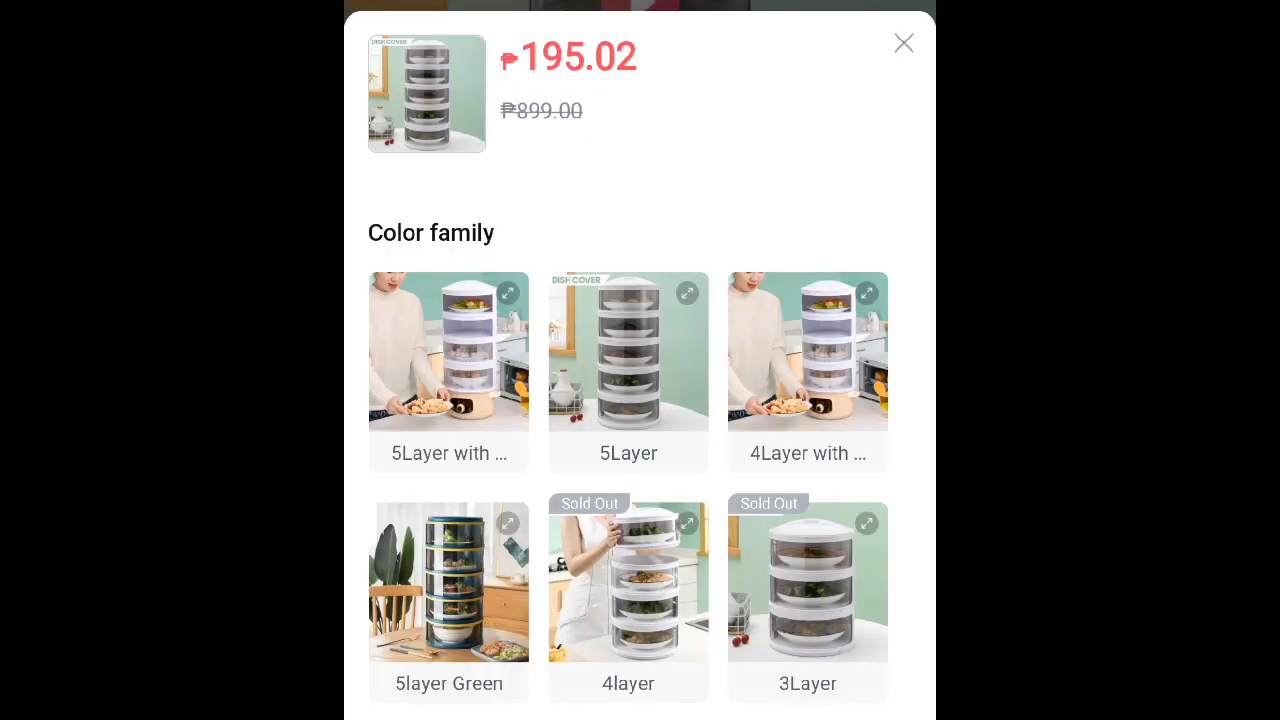 DISH COVER
₱195.02
₱899.00
Color family
DISH COVER
5Layer with ...
5Layer
4Layer with ...
Sold Out
Sold Out
5layer Green
4layer
3Layer